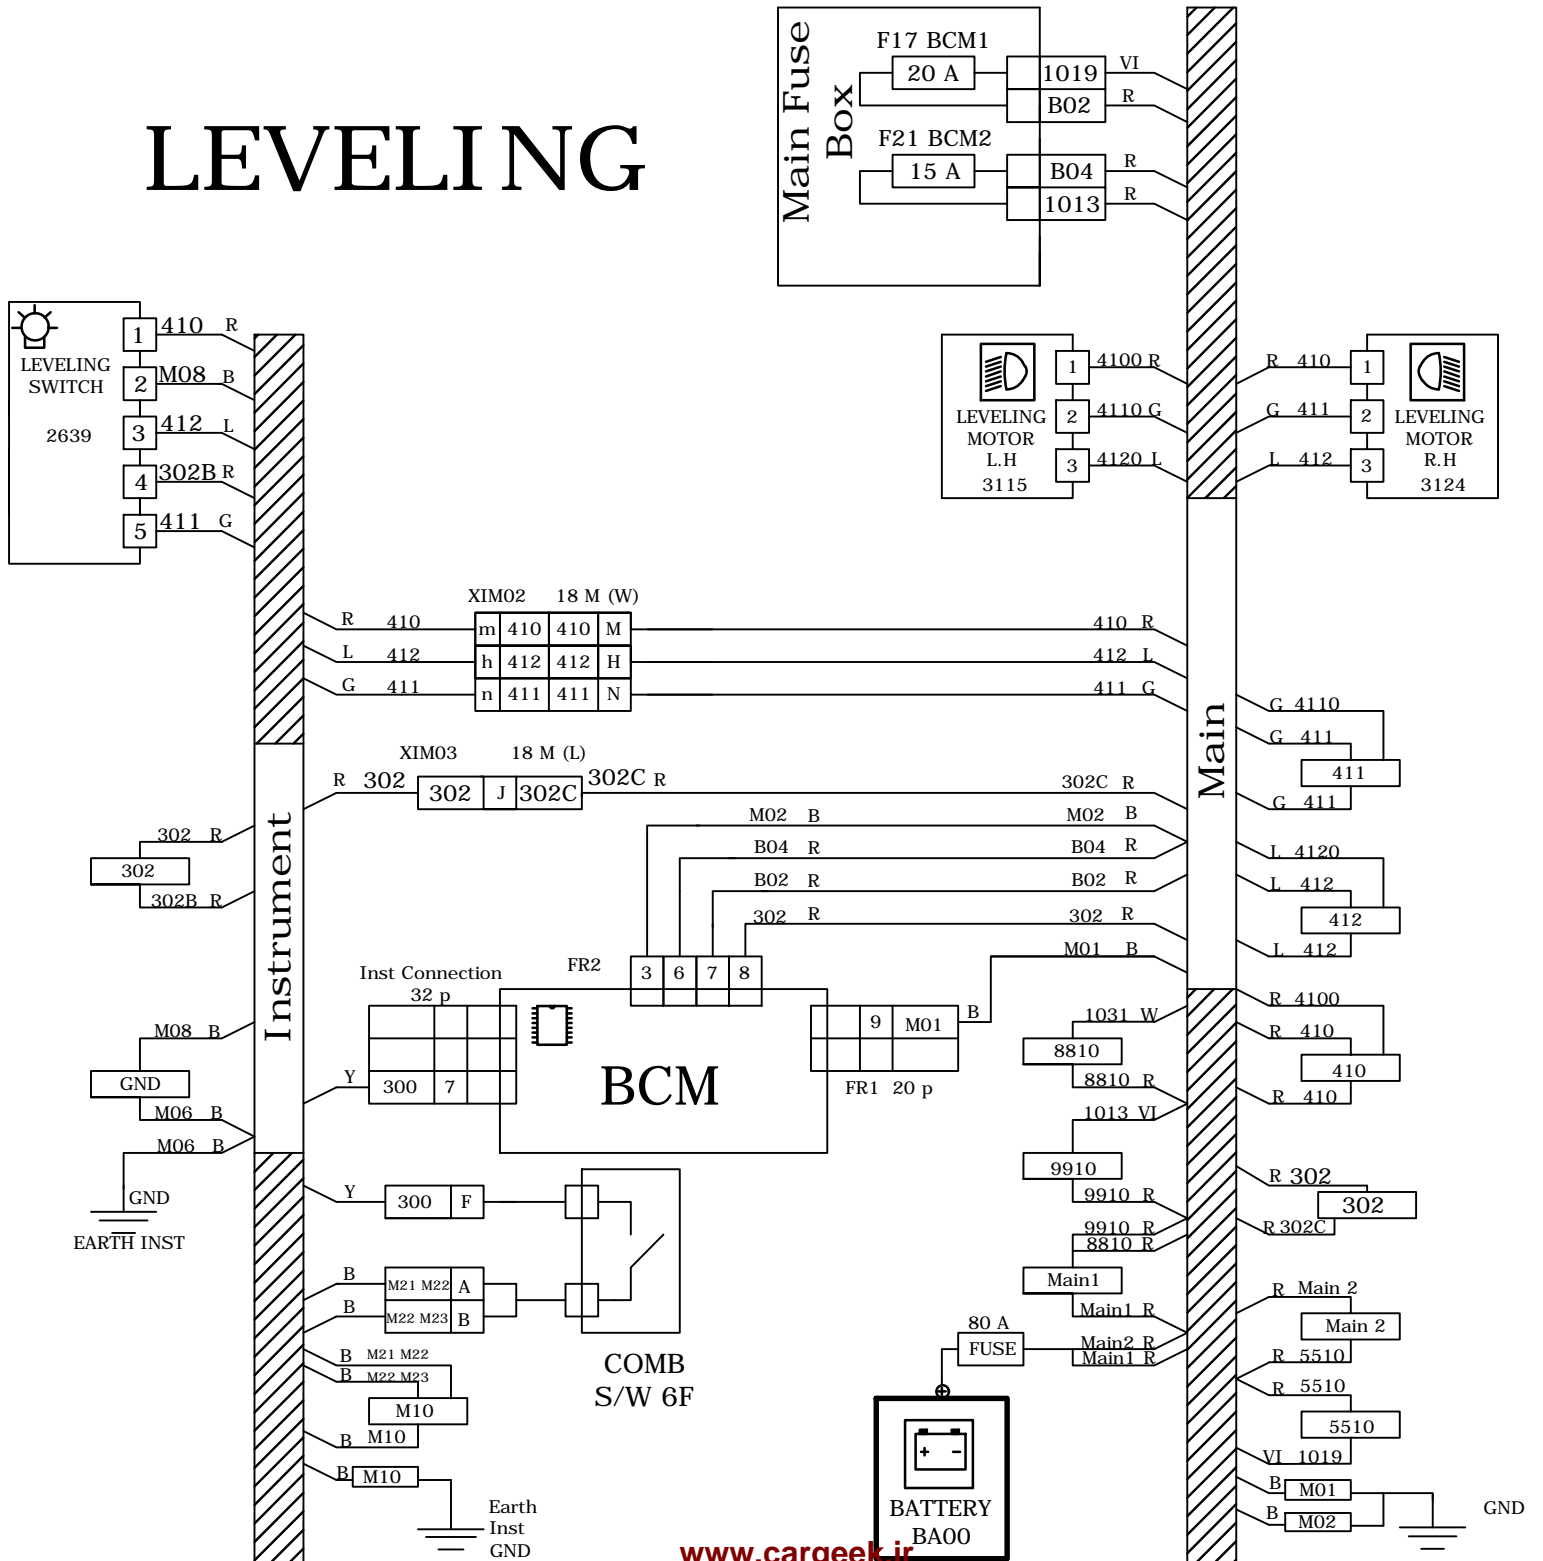 LEVELING
Main Fuse Box
F17 BCM1
20 A
1019 VI
B02 R
F21 BCM2
15 A
B04 R
1013 R
LEVELING
SWITCH
2639
1 410 R
2 M08 B
3 412 L
4 302B R
5 411 G
LEVELING
MOTOR
L.H
3115
1 4100 R
2 4110 G
3 4120 L
R 410 1
G 411 2
L 412 3
LEVELING
MOTOR
R.H
3124
XIM02 18 M (W)
R 410 m 410 410 M 410 R
L 412 h 412 412 H 412 L
G 411 n 411 411 N 411 G
XIM03 18 M (L)
R 302 302 J 302C 302C R 302C R
M02 B M02 B
B04 R B04 R
B02 R B02 R
302 R 302 R
M01 B
Main
G 4110
G 411
411
G 411
L 4120
L 412
412
L 412
R 4100
R 410
410
R 410
Instrument
302 R
302
302B R
M08 B
GND
M06 B
M06 B
GND
EARTH INST
Inst Connection
32 p
FR2
3 6 7 8
9 M01 B
FR1 20 p
BCM
Y 300 7
Y 300 F
B M21 M22 A
B M22 M23 B
COMB
S/W 6F
B M21 M22
B M22 M23
M10
B M10
B M10
Earth
Inst
GND
1031 W
8810
8810 R
1013 VI
9910
9910 R
9910 R
8810 R
Main1
Main1 R
80 A
FUSE
Main2 R
Main1 R
+ -
BATTERY
BA00
R 302
302
R 302C
R Main 2
Main 2
R 5510
R 5510
5510
VI 1019
B M01
B M02
GND
www.cargeek.ir